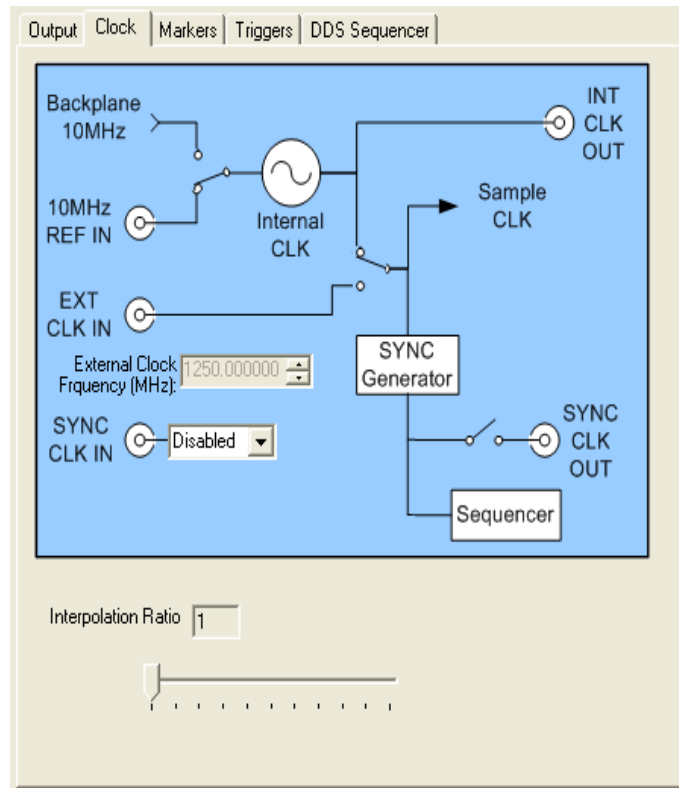 Output Clock Markers Triggers DDS Sequencer
Backplane
10MHz
INT
CLK
OUT
10MHz
REF IN
Internal
CLK
Sample
CLK
EXT
CLK IN
External Clock
Frquency (MHz):
1250.000000
SYNC
Generator
SYNC
CLK IN
Disabled
SYNC
CLK
OUT
Sequencer
Interpolation Ratio 1